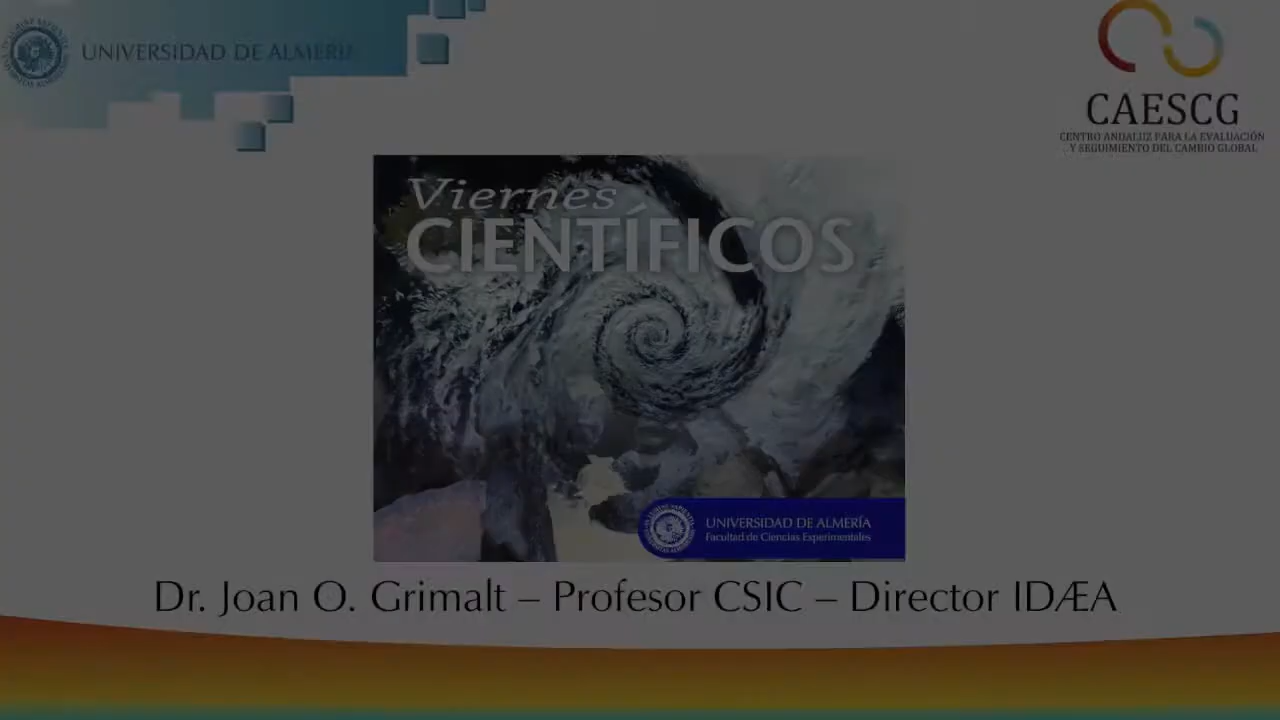 UNIVERSIDAD DE ALMERÍA
CAESCG
CENTRO ANDALUZ PARA LA EVALUACIÓN
Y SEGUIMIENTO DEL CAMBIO GLOBAL
Viernes
CIENTÍFICOS
UNIVERSIDAD DE ALMERÍA
Facultad de Ciencias Experimentales
Dr. Joan O. Grimalt – Profesor CSIC – Director IDÆA